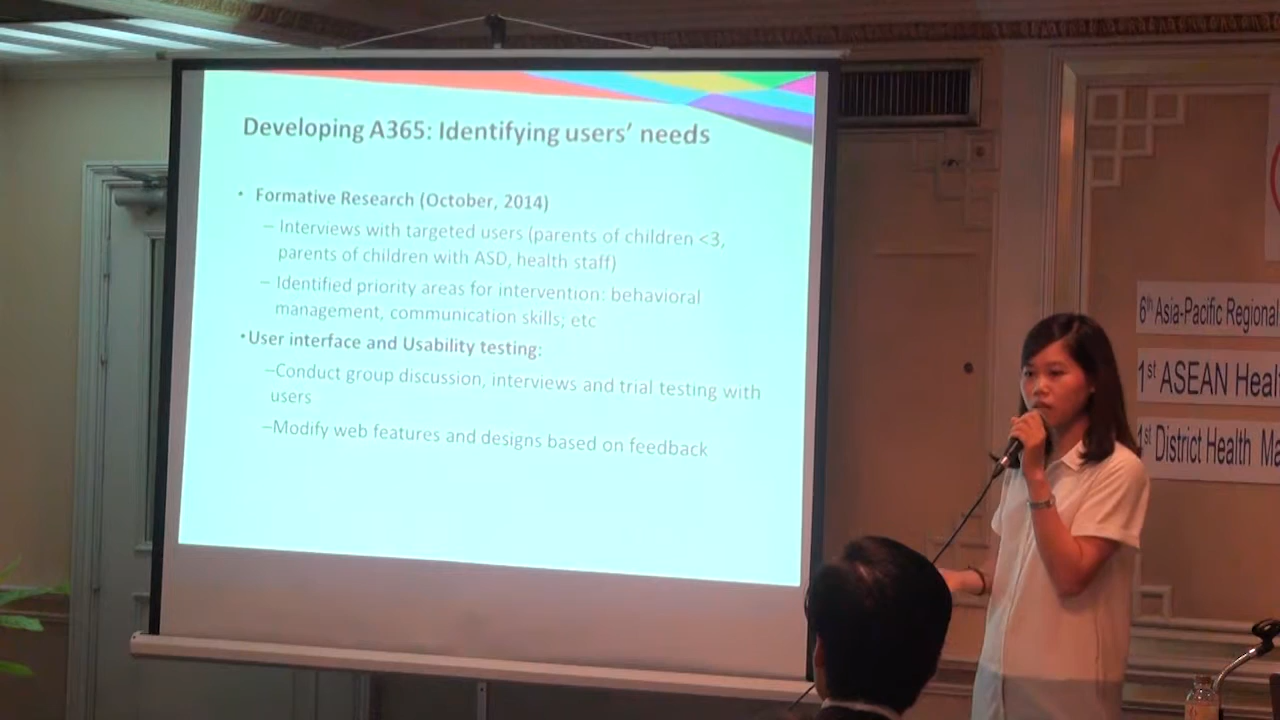 Developing A365: Identifying users' needs
• Formative Research (October, 2014)
– Interviews with targeted users (parents of children <3,
parents of children with ASD, health staff)
– Identified priority areas for intervention: behavioral
management, communication skills; etc
•User interface and Usability testing:
–Conduct group discussion, interviews and trial testing with
users
–Modify web features and designs based on feedback
6th Asia-Pacific Regional
1st ASEAN Heal
1st District Health Ma